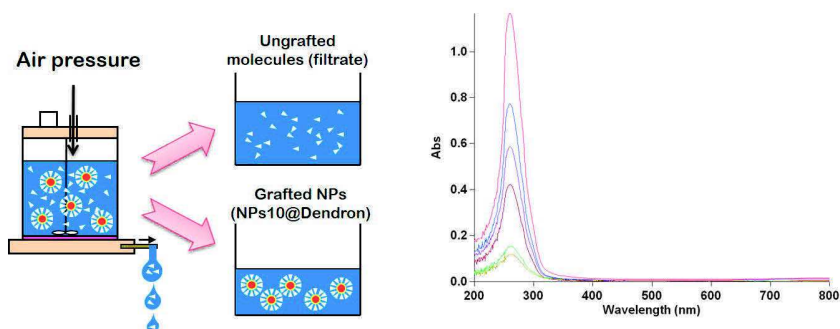 Air pressure
Ungrafted
molecules (filtrate)
Grafted NPs
(NPs10@Dendron)
Abs
1.0
0.8
0.6
0.4
0.2
0.0
200
300
400
500
600
700
800
Wavelength (nm)